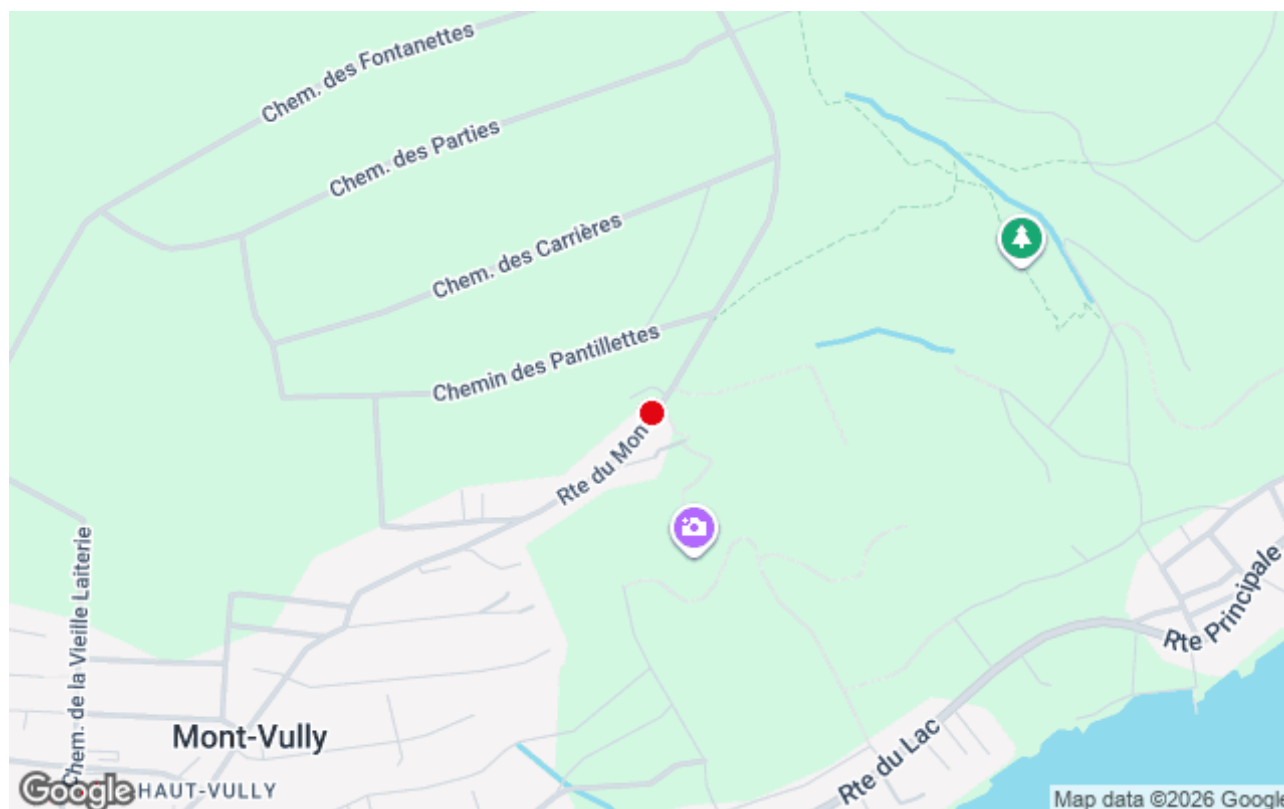 Chem. des Fontanettes
Chem. des Parties
Chem. des Carrières
Chemin des Pantillettes
Rte du Mon
Chem. de la Vieille Laiterie
Rte Principale
Mont-Vully
Rte du Lac
HAUT-VULLY
Google
Map data ©2026 Google